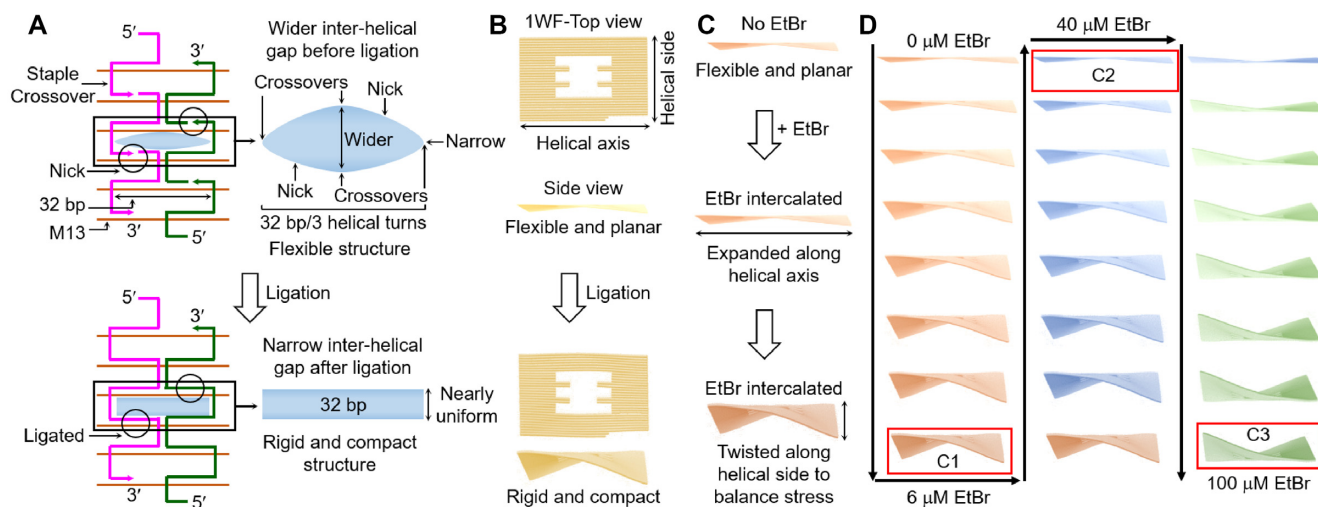 A
5′
3′
Staple
Crossover
Nick
32 bp
M13
3′
5′
Wider inter-helical
gap before ligation
Crossovers
Nick
Wider
Narrow
Nick
Crossovers
32 bp/3 helical turns
Flexible structure
Ligation
5′
3′
Ligated
3′
5′
Narrow inter-helical
gap after ligation
32 bp
Nearly
uniform
Rigid and compact
structure
B
1WF-Top view
Helical side
Helical axis
Side view
Flexible and planar
Ligation
Rigid and compact
C
No EtBr
Flexible and planar
+ EtBr
EtBr intercalated
Expanded along
helical axis
EtBr intercalated
Twisted along
helical side to
balance stress
D
0 μM EtBr
C1
6 μM EtBr
40 μM EtBr
C2
C3
100 μM EtBr